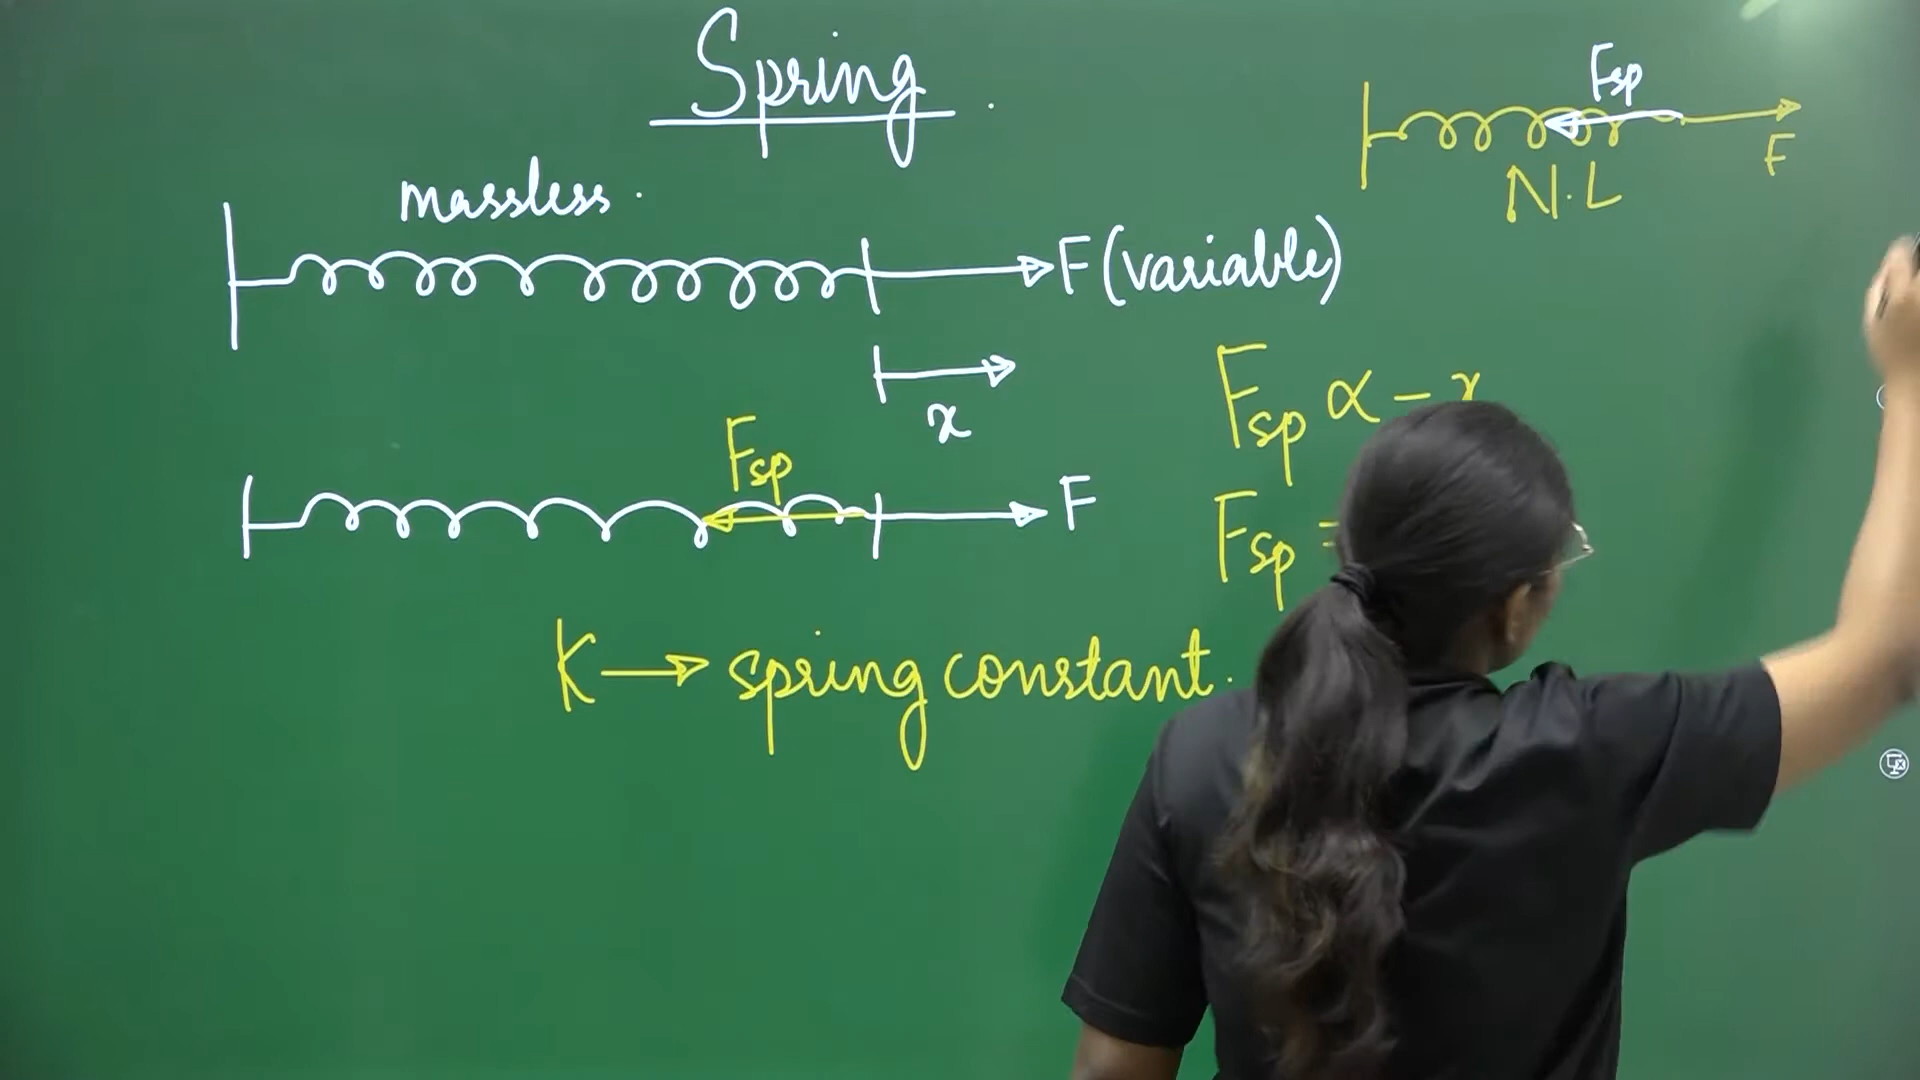 Spring.
massless.
F (variable)
x
Fsp
F
Fsp
F
N.L
Fsp α - x
Fsp =
K → spring constant.